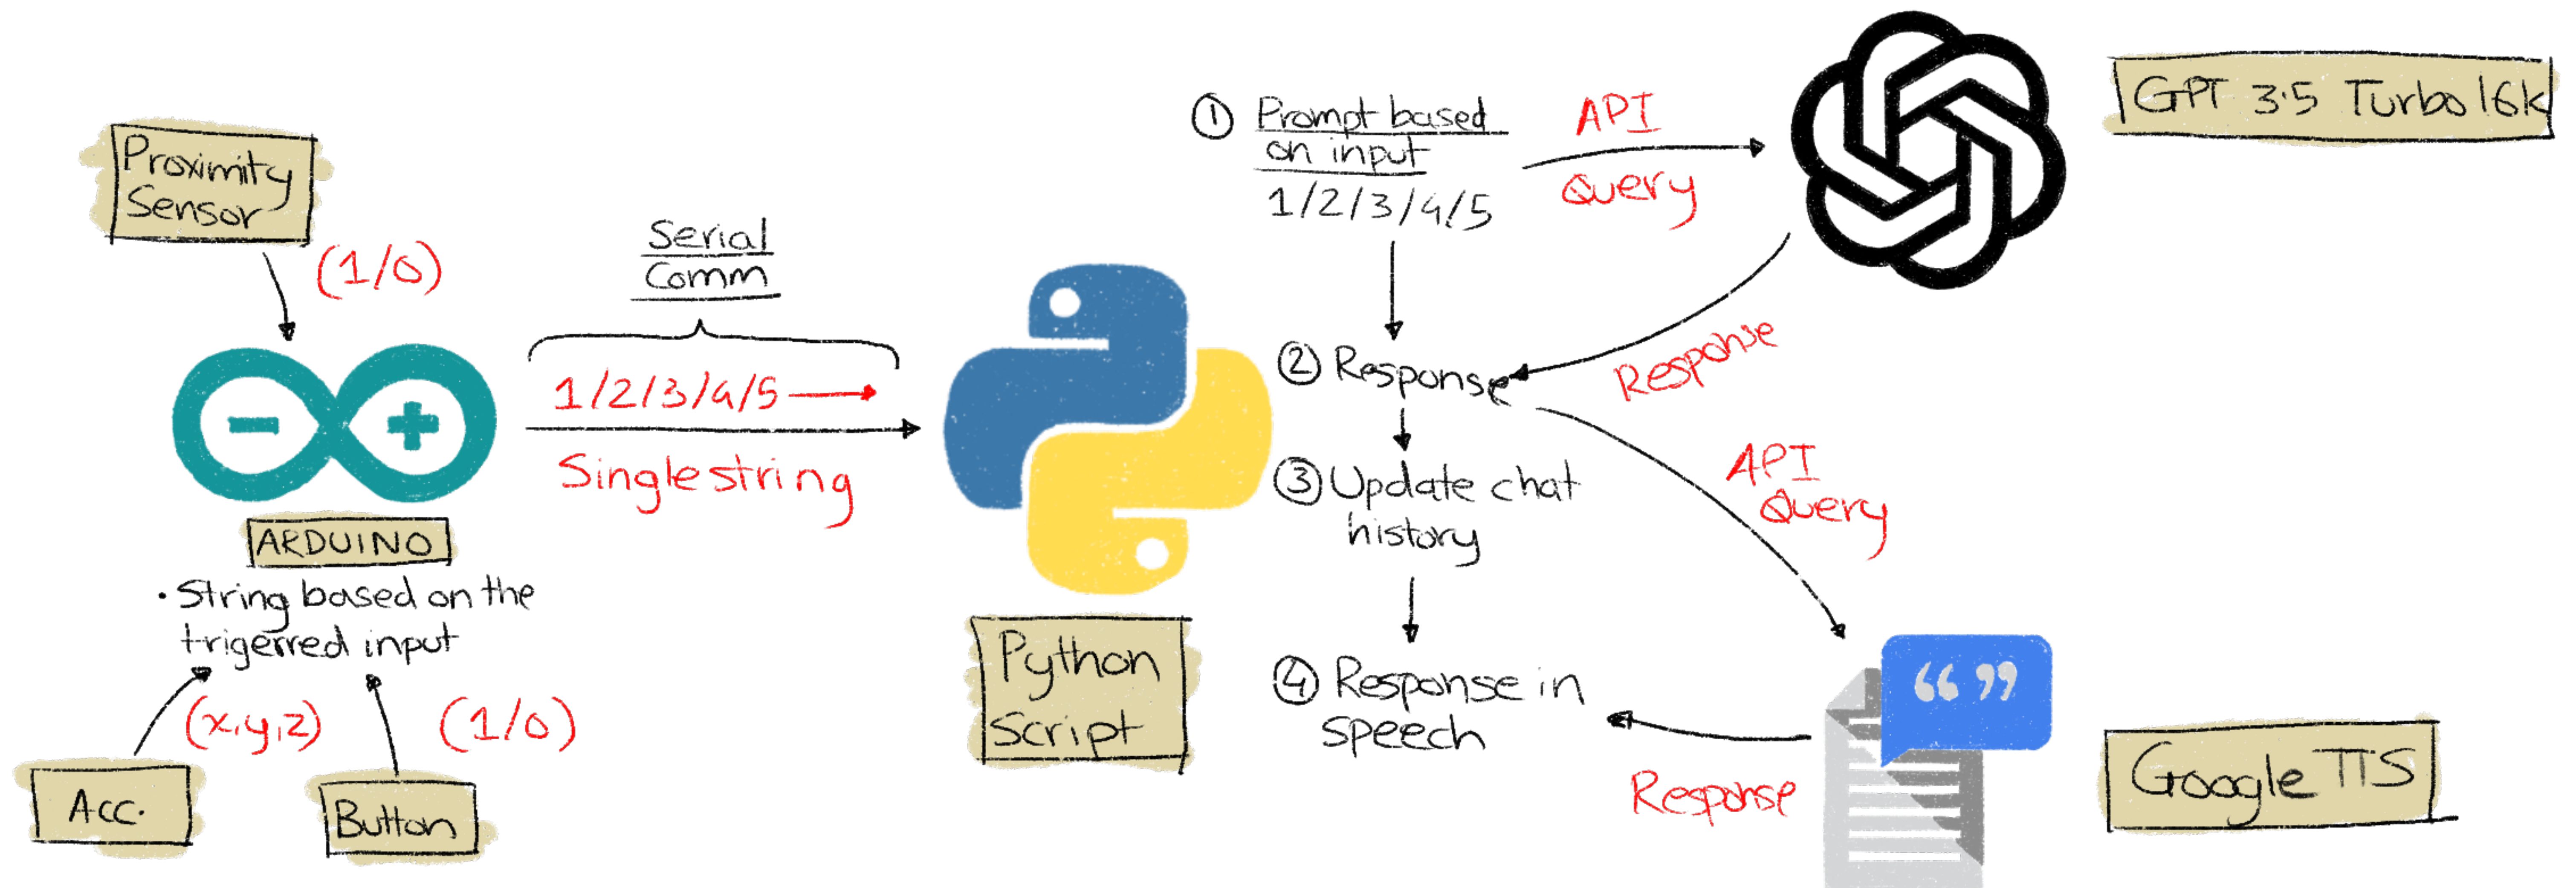 Proximity
Sensor
(1/0)
ARDUINO
• String based on the
trigerred input
(x,y,z)
(1/0)
Acc.
Button
Serial
Comm
1/2/3/4/5
Single string
Python
Script
① Prompt based
on input
1/2/3/4/5
API
Query
GPT 3.5 Turbo 16k
② Response
Response
③ Update chat
history
API
Query
④ Response in
speech
Response
“ ”
Google TTS